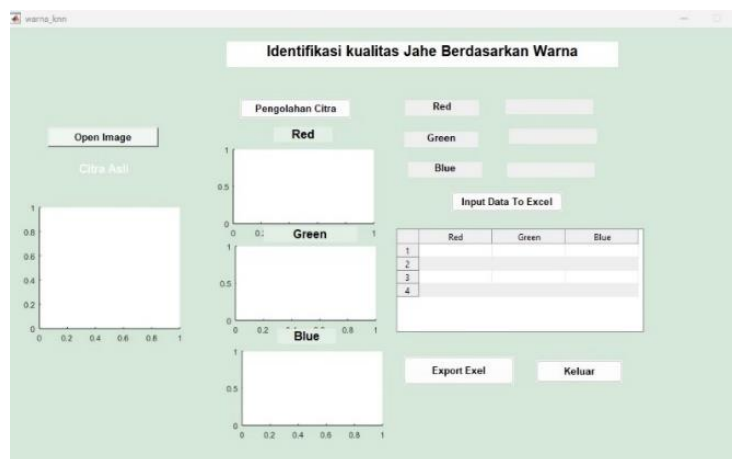 warna_knn
Identifikasi kualitas Jahe Berdasarkan Warna
Open Image
Citra Asli
1
0.8
0.6
0.4
0.2
0
0 0.2 0.4 0.6 0.8 1
Pengolahan Citra
Red
1
0.5
0
0 0.: 1
Green
1
0.5
0
0 0.2 0.8 1
Blue
1
0.5
0
0 0.2 0.4 0.6 0.8 1
Red
Green
Blue
Input Data To Excel
Red Green Blue
1
2
3
4
Export Exel
Keluar